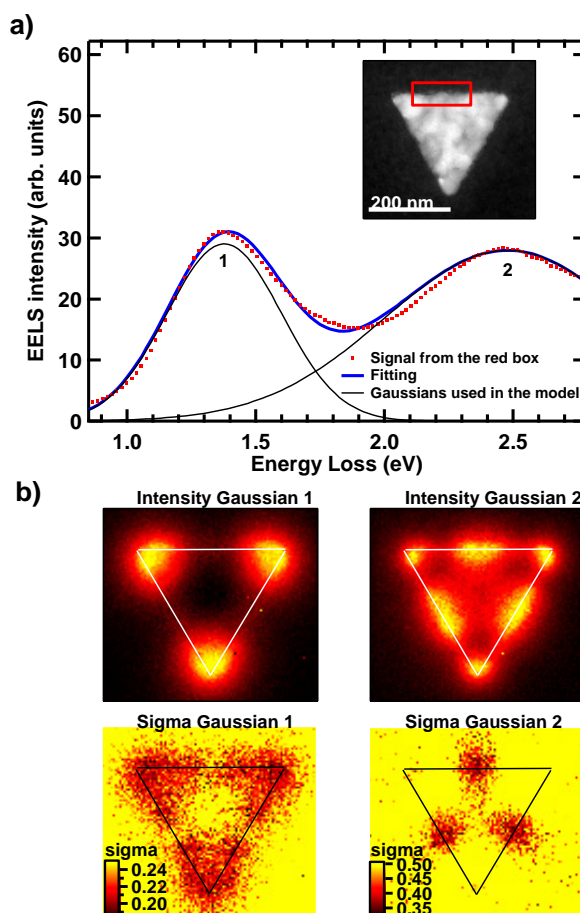 a)
60
50
40
30
20
10
0
EELS intensity (arb. units)
200 nm
1
2
Signal from the red box
Fitting
Gaussians used in the model
1.0
1.5
2.0
2.5
Energy Loss (eV)
b)
Intensity Gaussian 1
Intensity Gaussian 2
Sigma Gaussian 1
Sigma Gaussian 2
sigma
0.24
0.22
0.20
sigma
0.50
0.45
0.40
0.35